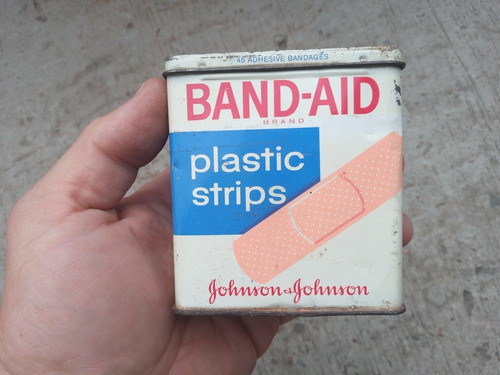 45 ADHESIVE BANDAGES
BAND-AID
BRAND
plastic
strips
Johnson & Johnson